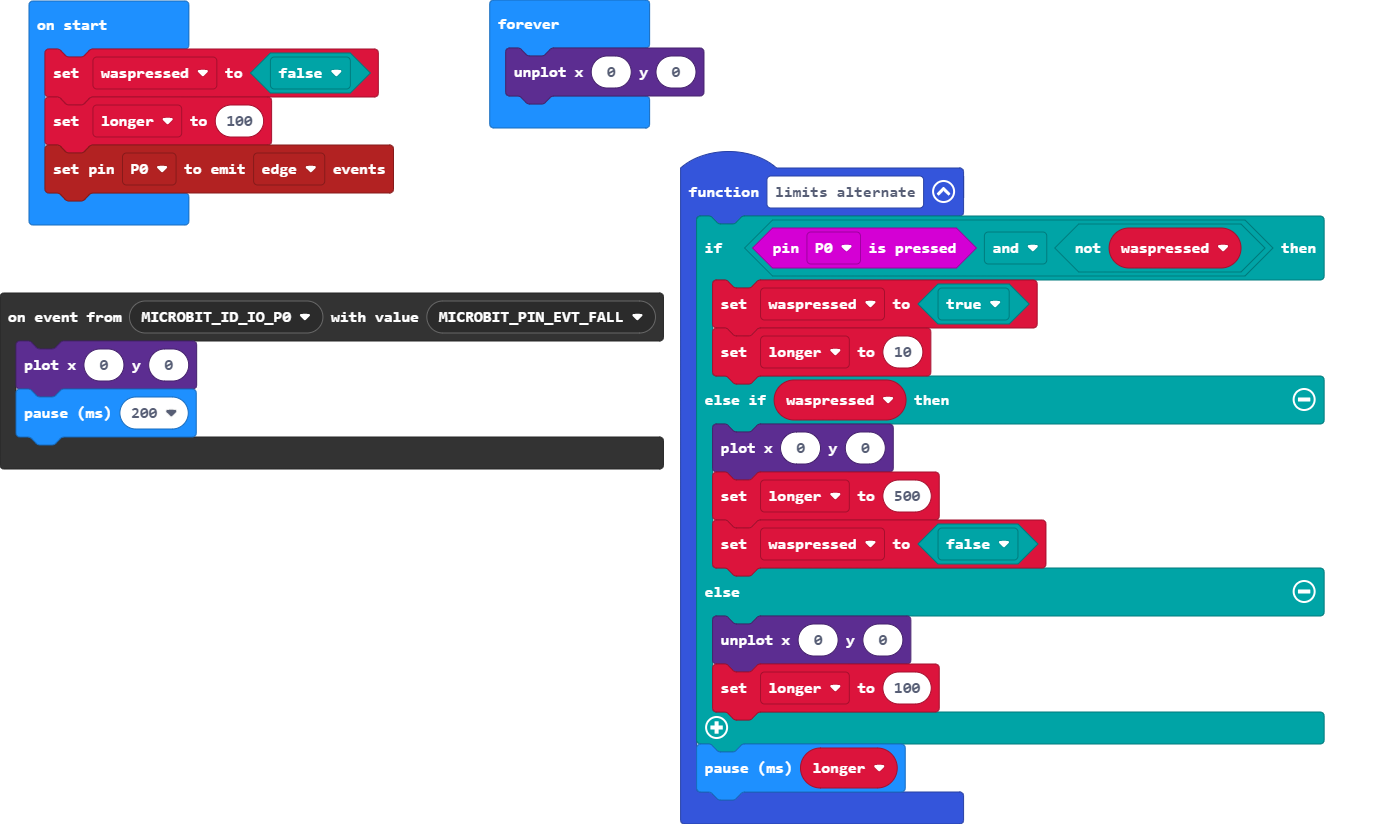 on start
set waspressed to false
set longer to 100
set pin P0 to emit edge events
forever
unplot x 0 y 0
on event from MICROBIT_ID_IO_P0 with value MICROBIT_PIN_EVT_FALL
plot x 0 y 0
pause (ms) 200
function limits alternate
if pin P0 is pressed and not waspressed then
set waspressed to true
set longer to 10
else if waspressed then
plot x 0 y 0
set longer to 500
set waspressed to false
else
unplot x 0 y 0
set longer to 100
pause (ms) longer